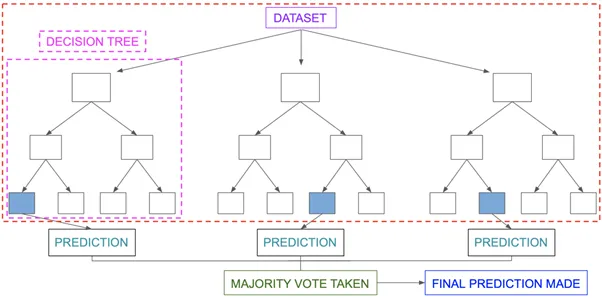 DATASET
DECISION TREE
PREDICTION
PREDICTION
PREDICTION
MAJORITY VOTE TAKEN
FINAL PREDICTION MADE